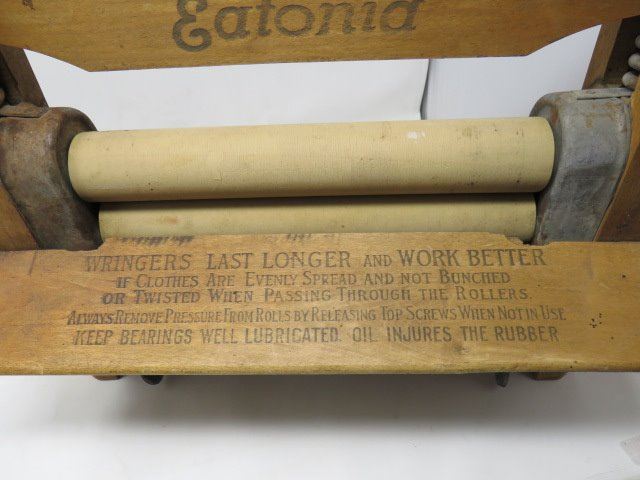 Eatonia
WRINGERS LAST LONGER AND WORK BETTER
IF CLOTHES ARE EVENLY SPREAD AND NOT BUNCHED
OR TWISTED WHEN PASSING THROUGH THE ROLLERS.
ALWAYS REMOVE PRESSURE FROM ROLLS BY RELEASING TOP SCREWS WHEN NOT IN USE
KEEP BEARINGS WELL LUBRICATED. OIL INJURES THE RUBBER